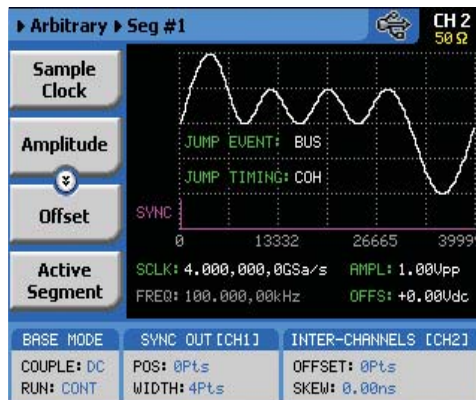 Arbitrary Seg #1
CH 2
50 Ω
Sample
Clock
Amplitude
Offset
Active
Segment
JUMP EVENT: BUS
JUMP TIMING: COH
SYNC
0 13332 26665 39999
SCLK: 4.000,000,0GSa/s AMPL: 1.00Vpp
FREQ: 100.000,00kHz OFFS: +0.00Vdc
BASE MODE SYNC OUT [CH1] INTER-CHANNELS [CH2]
COUPLE: DC POS: 0Pts OFFSET: 0Pts
RUN: CONT WIDTH: 4Pts SKEW: 0.00ns